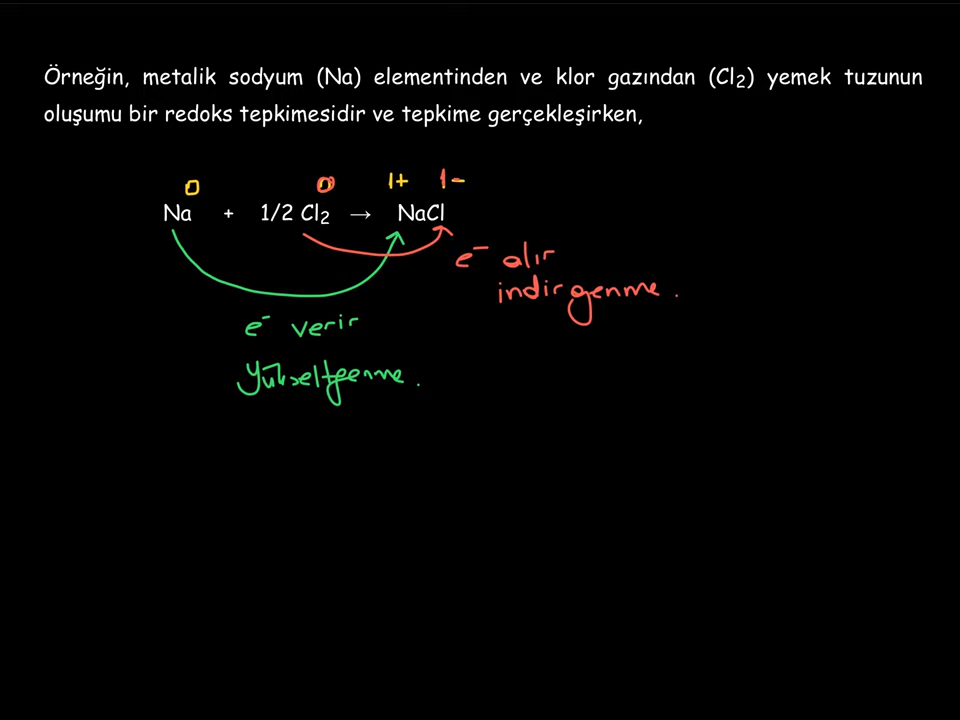 Örneğin, metalik sodyum (Na) elementinden ve klor gazından (Cl₂) yemek tuzunun
oluşumu bir redoks tepkimesidir ve tepkime gerçekleşirken,
0 0 1+ 1-
Na + 1/2 Cl₂ → NaCl
e⁻ alır
indirgenme.
e⁻ verir
Yükseltgenme.